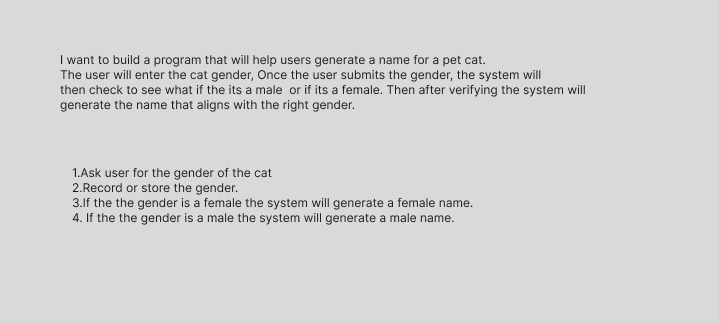 I want to build a program that will help users generate a name for a pet cat.
The user will enter the cat gender, Once the user submits the gender, the system will
then check to see what if the its a male  or if its a female. Then after verifying the system will
generate the name that aligns with the right gender.
1.Ask user for the gender of the cat
2.Record or store the gender.
3.If the the gender is a female the system will generate a female name.
4. If the the gender is a male the system will generate a male name.